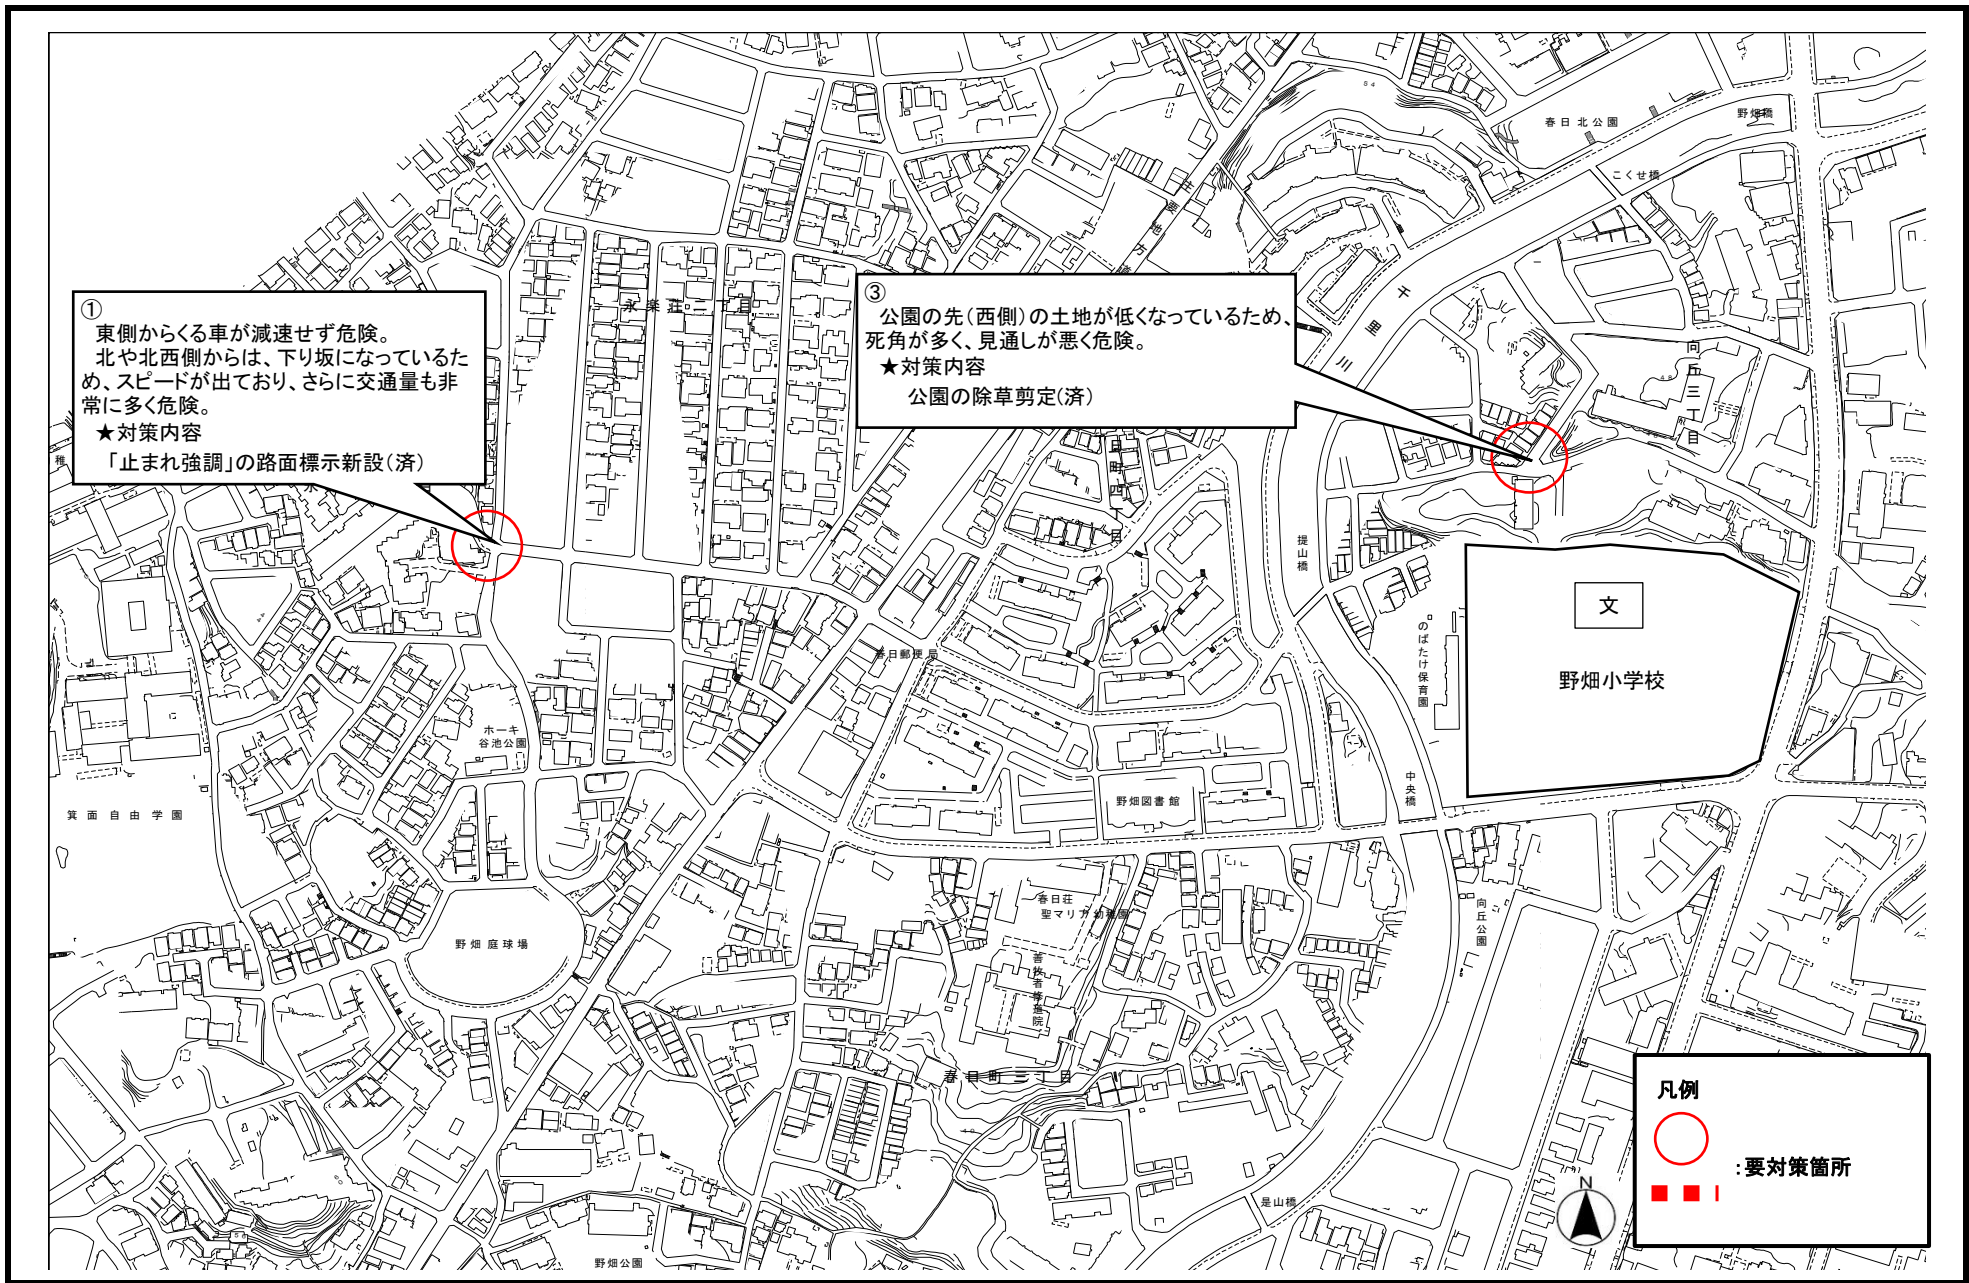 ①
東側からくる車が減速せず危険。
北や北西側からは、下り坂になっているた
め、スピードが出ており、さらに交通量も非
常に多く危険。
★対策内容
「止まれ強調」の路面標示新設(済)
③
公園の先(西側)の土地が低くなっているため、
死角が多く、見通しが悪く危険。
★対策内容
公園の除草剪定(済)
春日北公園
野畑橋
こくせ橋
千里川
向丘三丁目
提山橋
文
野畑小学校
のばたけ保育園
春日郵便局
ホーキ
谷池公園
箕面自由学園
野畑図書館
中央橋
春日荘
聖マリア幼稚園
向丘公園
野畑庭球場
春日町三丁目
是山橋
野畑公園
凡例
:要対策箇所
N